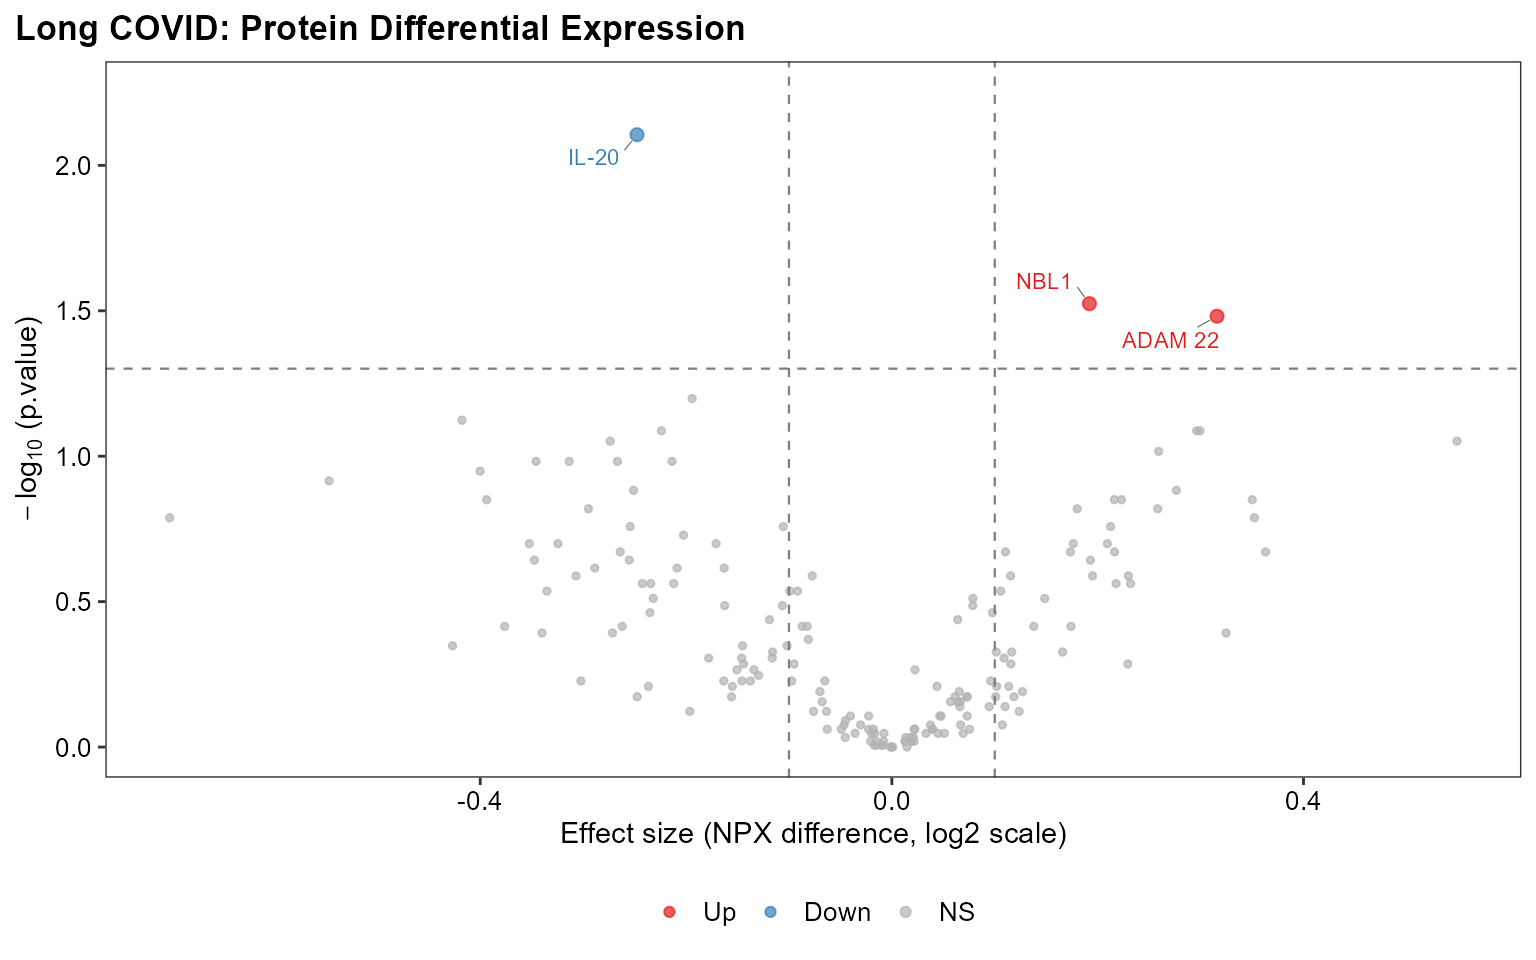 Long COVID: Protein Differential Expression
− log10 (p.value)
2.0
1.5
1.0
0.5
0.0
IL-20
NBL1
ADAM 22
-0.4
0.0
0.4
Effect size (NPX difference, log2 scale)
Up
Down
NS